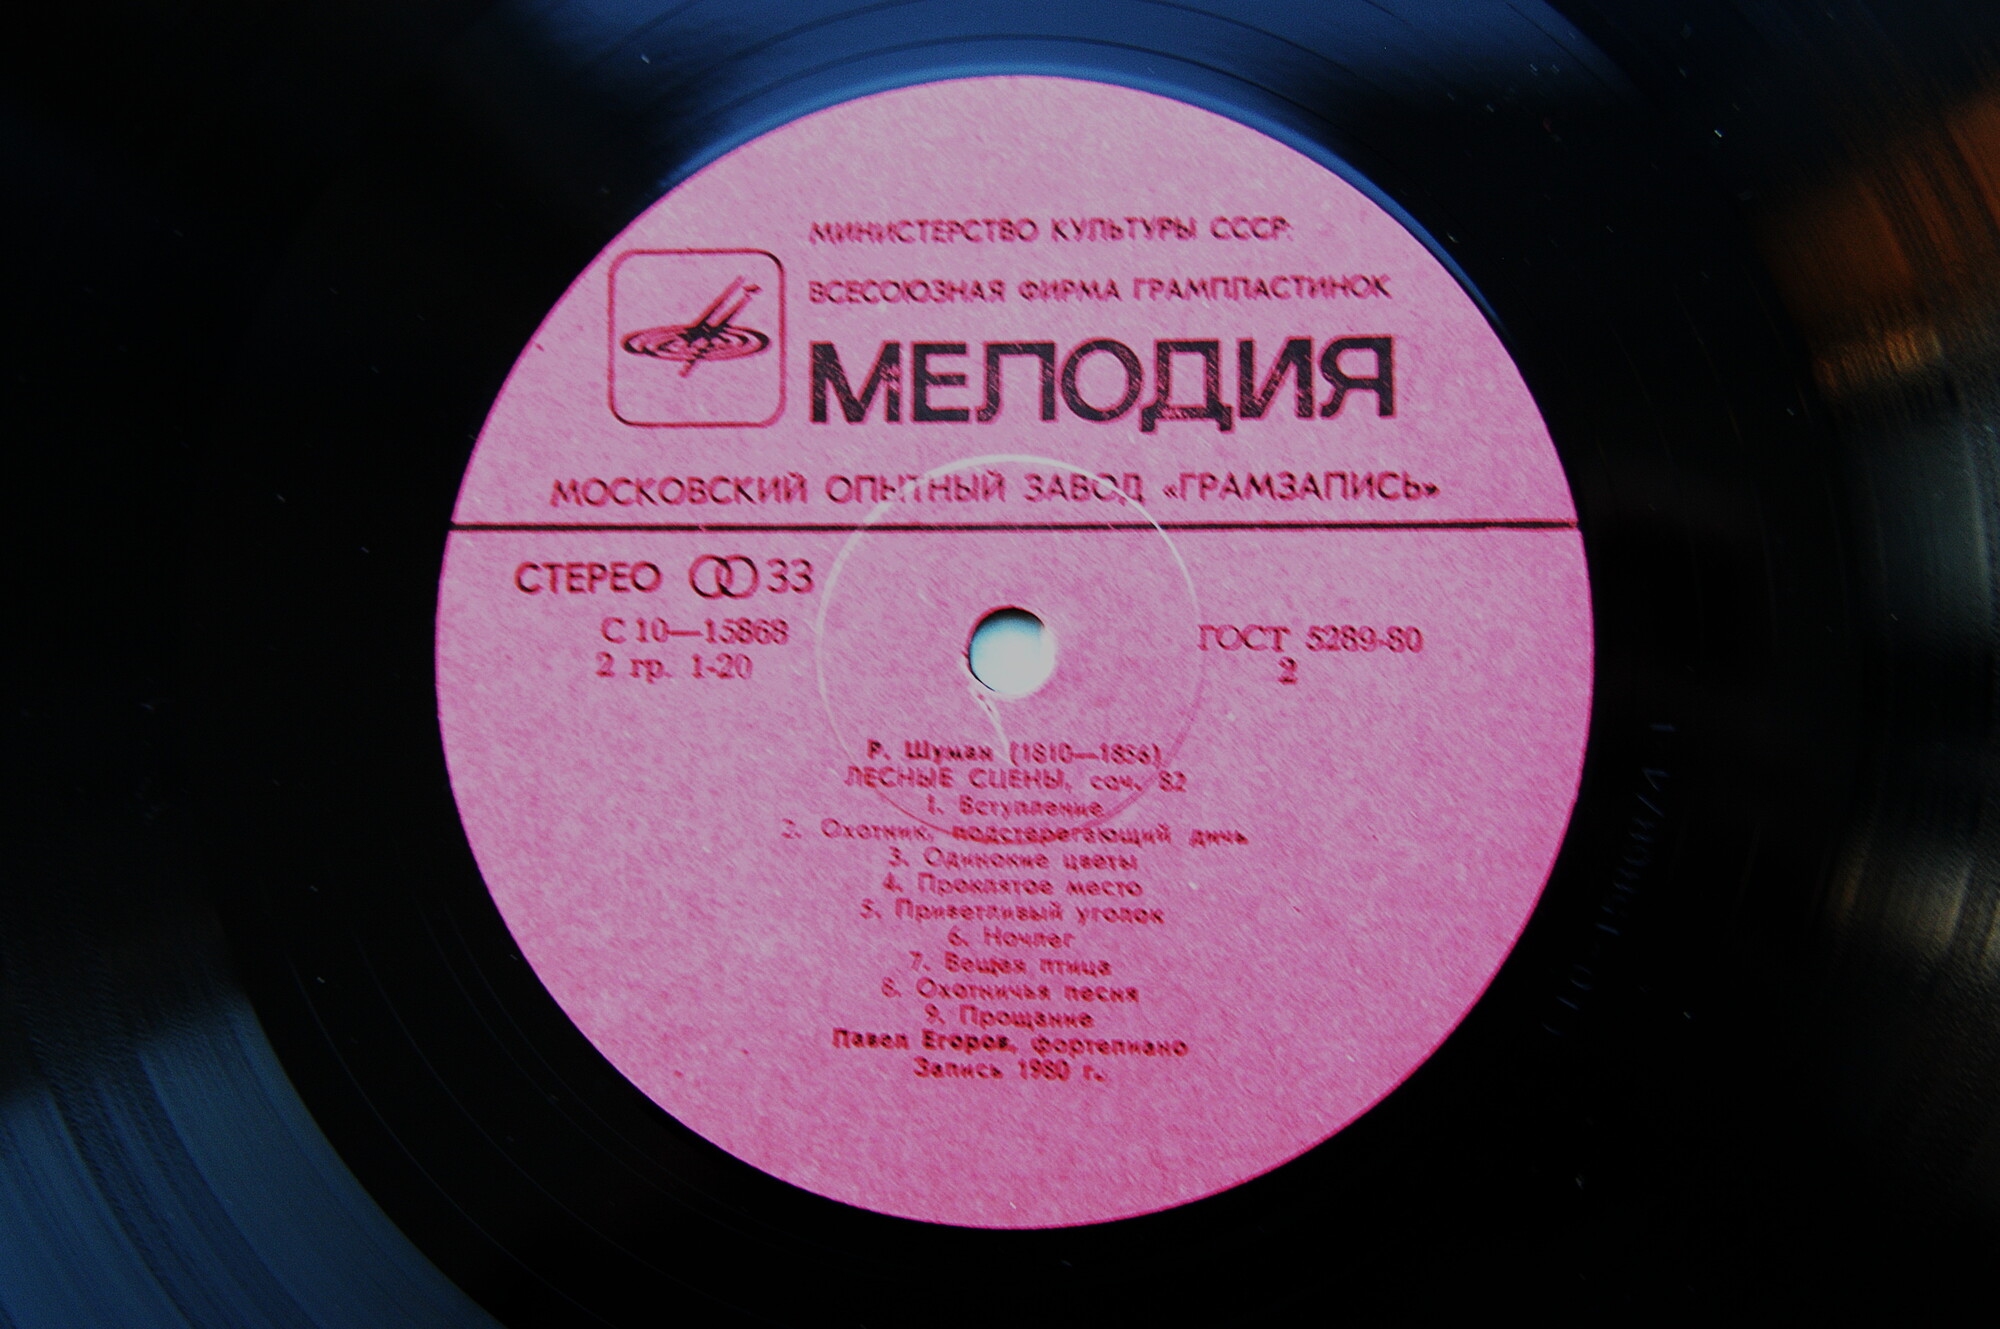 МИНИСТЕРСТВО КУЛЬТУРЫ СССР
ВСЕСОЮЗНАЯ ФИРМА ГРАМПЛАСТИНОК
МЕЛОДИЯ
МОСКОВСКИЙ ОПЫТНЫЙ ЗАВОД «ГРАМЗАПИСЬ»
СТЕРЕО 33
С 10—15868
2 гр. 1-20
ГОСТ 5289-80
2
Р. Шуман (1810—1856)
ЛЕСНЫЕ СЦЕНЫ, соч. 82
1. Вступление
2. Охотник, подстерегающий дичь
3. Одинокие цветы
4. Проклятое место
5. Приветливый уголок
6. Ночлег
7. Вещая птица
8. Охотничья песня
9. Прощание
Павел Егоров, фортепиано
Запись 1980 г.